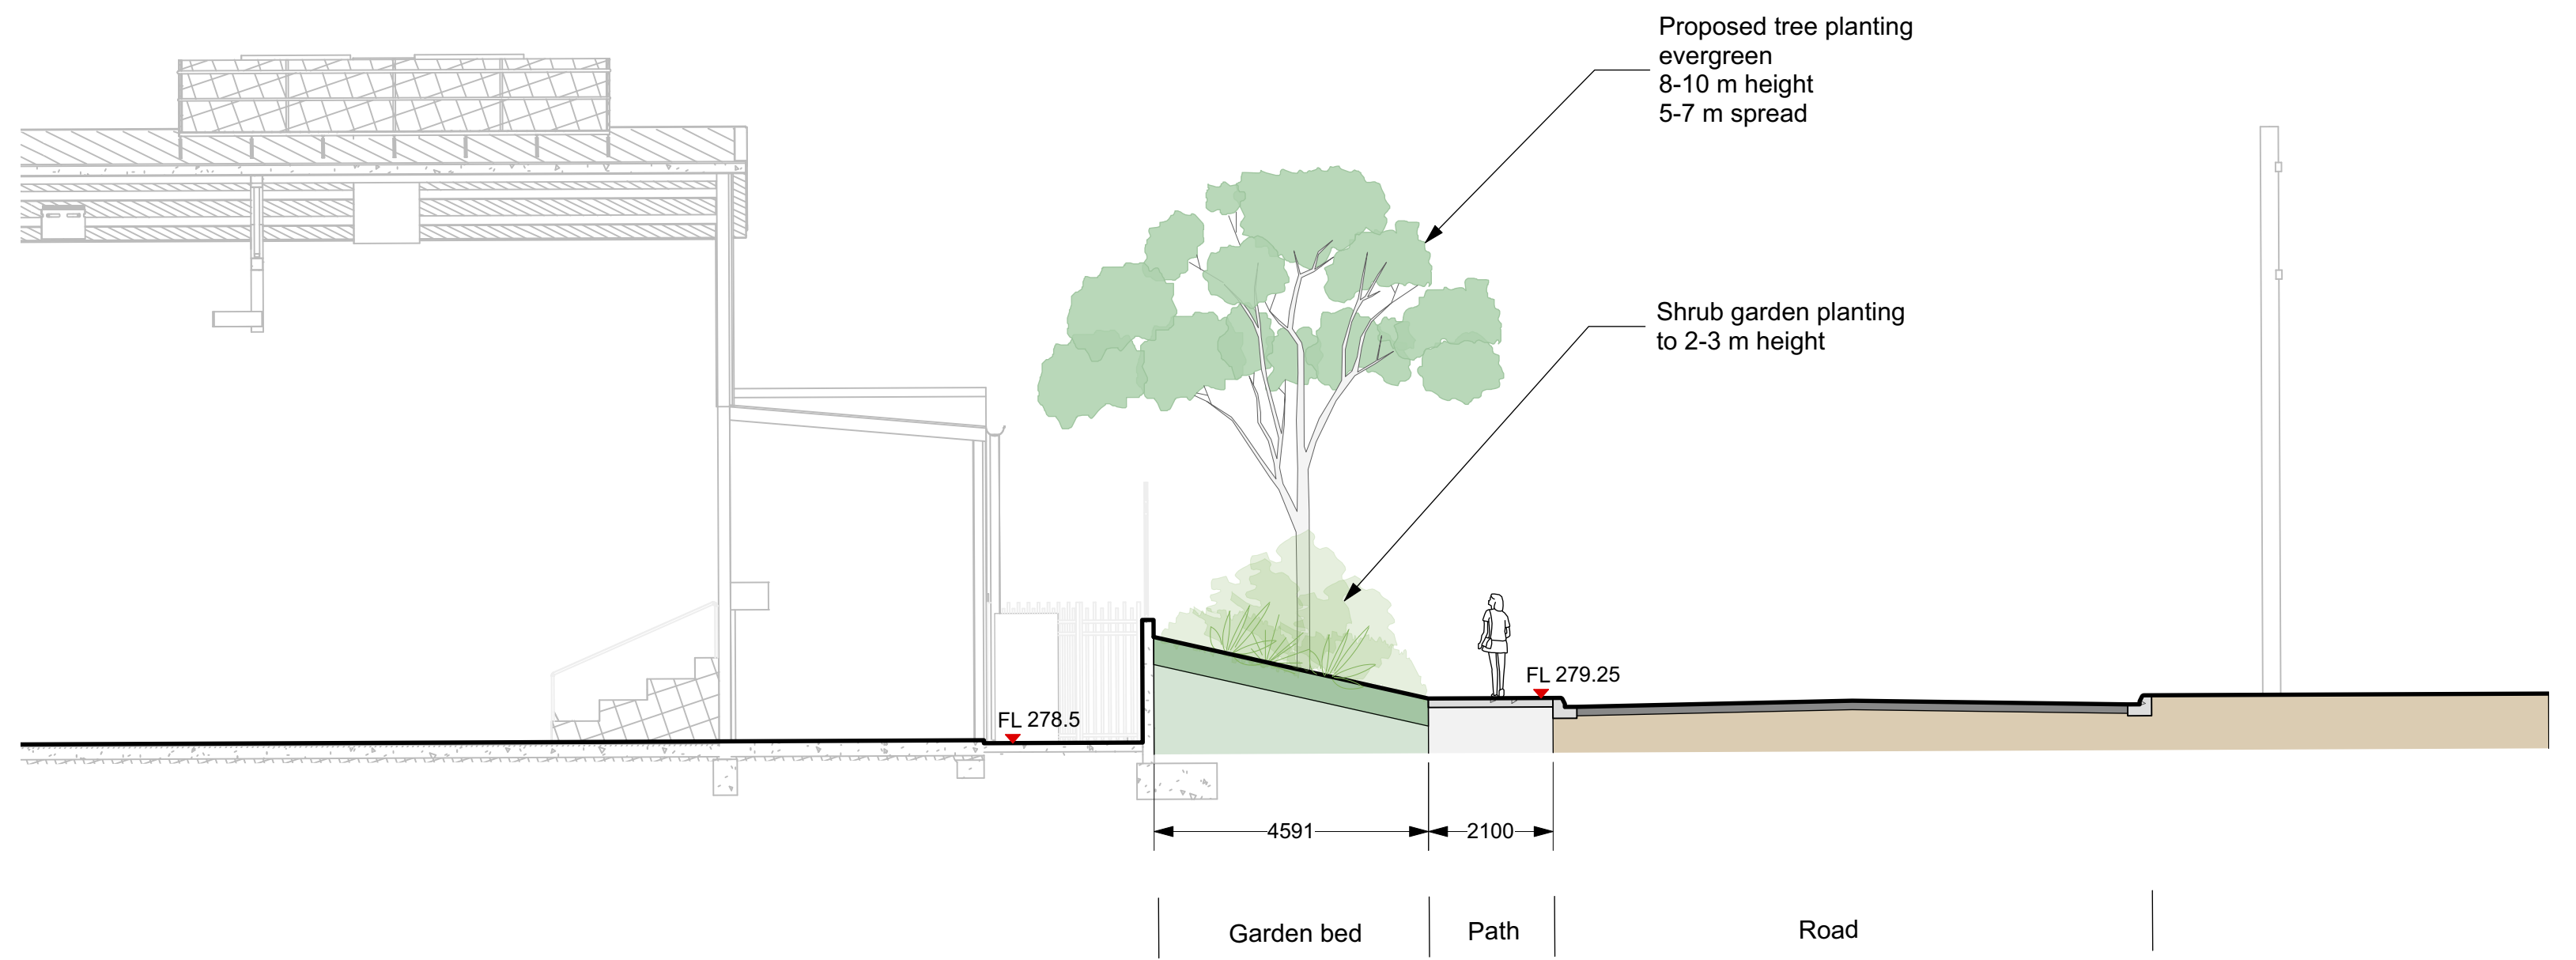 Proposed tree planting
evergreen
8-10 m height
5-7 m spread
Shrub garden planting
to 2-3 m height
FL 279.25
FL 278.5
4591
2100
Garden bed
Path
Road